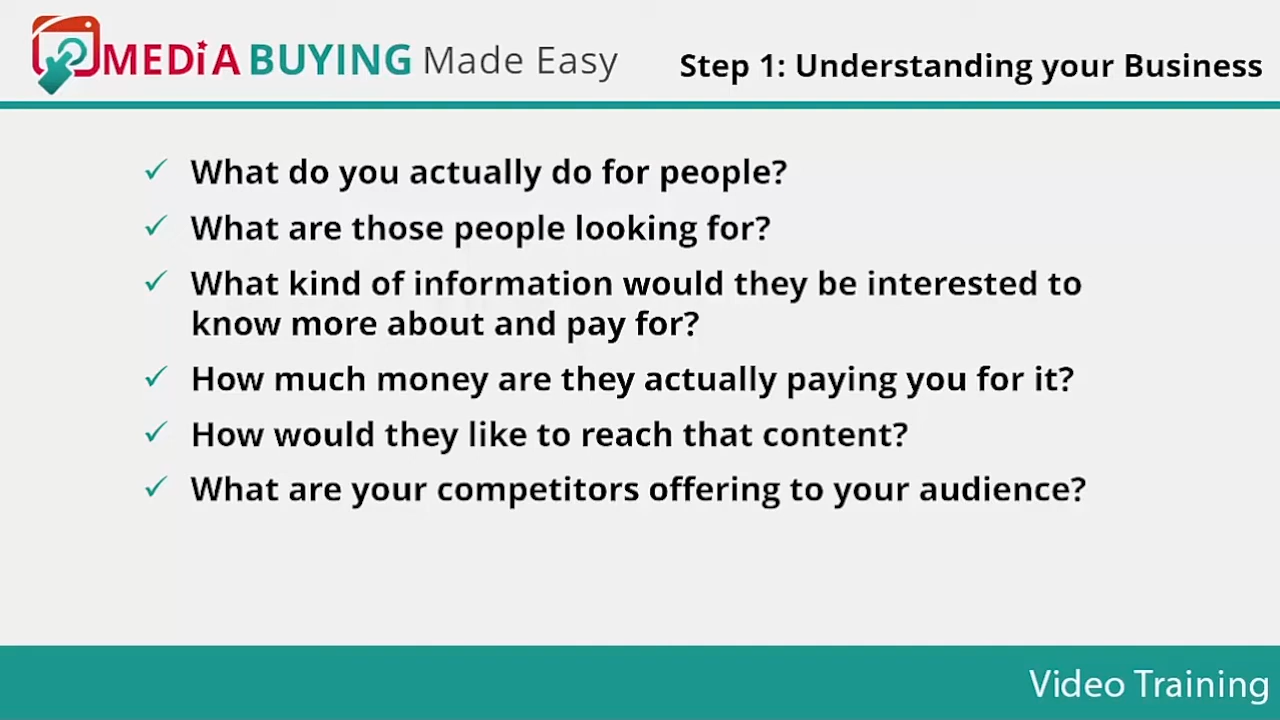 MEDiA BUYING Made Easy
Step 1: Understanding your Business
✓ What do you actually do for people?
✓ What are those people looking for?
✓ What kind of information would they be interested to
know more about and pay for?
✓ How much money are they actually paying you for it?
✓ How would they like to reach that content?
✓ What are your competitors offering to your audience?
Video Training